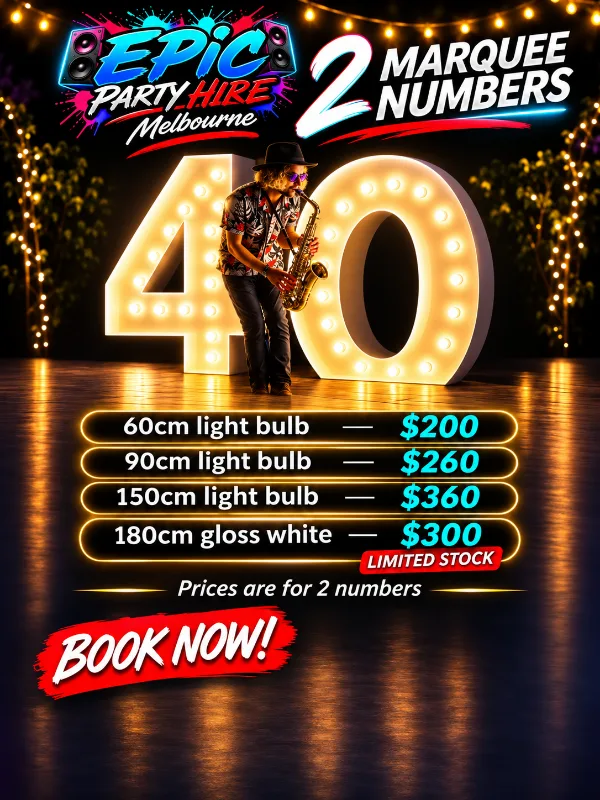 EPIC
PARTY HIRE
Melbourne
2 MARQUEE
NUMBERS
40
60cm light bulb — $200
90cm light bulb — $260
150cm light bulb — $360
180cm gloss white — $300
LIMITED STOCK
Prices are for 2 numbers
BOOK NOW!